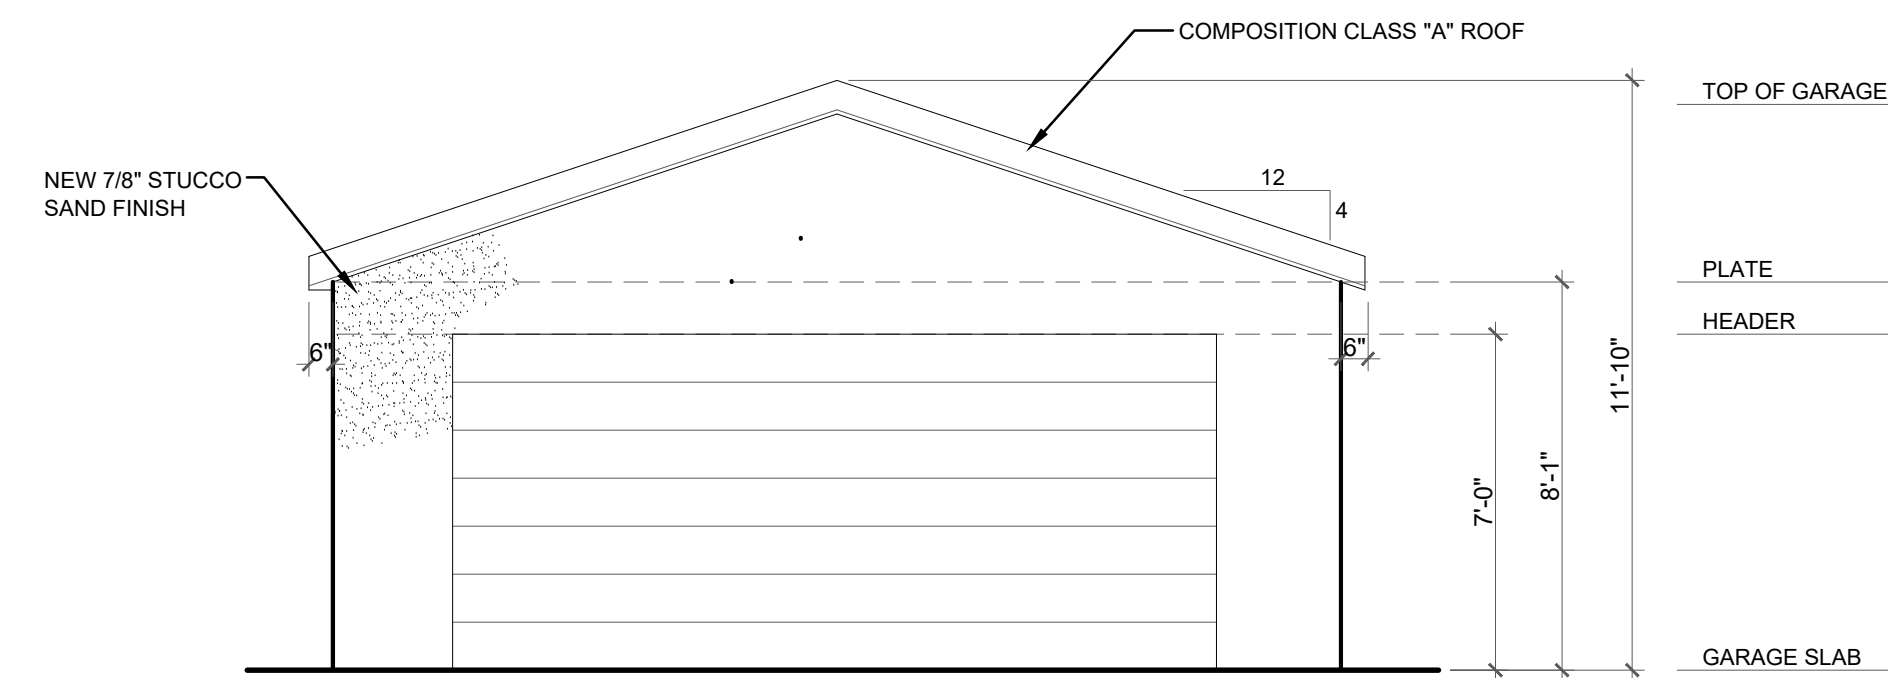 COMPOSITION CLASS "A" ROOF
TOP OF GARAGE
NEW 7/8" STUCCO
SAND FINISH
12
4
PLATE
HEADER
6"
6"
11'-10"
8'-1"
7'-0"
GARAGE SLAB